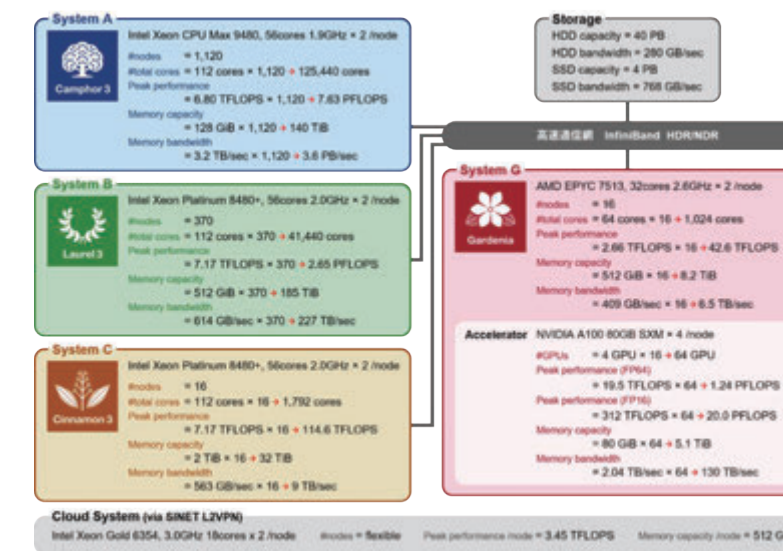 System A
Camphor 3
Intel Xeon CPU Max 9480, 56cores 1.9GHz × 2 /node
#nodes = 1,120
#total cores = 112 cores × 1,120 → 125,440 cores
Peak performance
= 6.80 TFLOPS × 1,120 → 7.63 PFLOPS
Memory capacity
= 128 GiB × 1,120 → 140 TiB
Memory bandwidth
= 3.2 TB/sec × 1,120 → 3.6 PB/sec
System B
Laurel 3
Intel Xeon Platinum 8480+, 56cores 2.0GHz × 2 /node
#nodes = 370
#total cores = 112 cores × 370 → 41,440 cores
Peak performance
= 7.17 TFLOPS × 370 → 2.65 PFLOPS
Memory capacity
= 512 GiB × 370 → 185 TiB
Memory bandwidth
= 614 GB/sec × 370 → 227 TB/sec
System C
Cinnamon 3
Intel Xeon Platinum 8480+, 56cores 2.0GHz × 2 /node
#nodes = 16
#total cores = 112 cores × 16 → 1,792 cores
Peak performance
= 7.17 TFLOPS × 16 → 114.6 TFLOPS
Memory capacity
= 2 TiB × 16 → 32 TiB
Memory bandwidth
= 563 GB/sec × 16 → 9 TB/sec
Storage
HDD capacity = 40 PB
HDD bandwidth = 280 GB/sec
SSD capacity = 4 PB
SSD bandwidth = 768 GB/sec
高速通信網 InfiniBand HDR/NDR
System G
Gardenia
AMD EPYC 7513, 32cores 2.6GHz × 2 /node
#nodes = 16
#total cores = 64 cores × 16 → 1,024 cores
Peak performance
= 2.66 TFLOPS × 16 → 42.6 TFLOPS
Memory capacity
= 512 GiB × 16 → 8.2 TiB
Memory bandwidth
= 409 GB/sec × 16 → 6.5 TB/sec
Accelerator NVIDIA A100 80GB SXM × 4 /node
#GPUs = 4 GPU × 16 → 64 GPU
Peak performance (FP64)
= 19.5 TFLOPS × 64 → 1.24 PFLOPS
Peak performance (FP16)
= 312 TFLOPS × 64 → 20.0 PFLOPS
Memory capacity
= 80 GiB × 64 → 5.1 TiB
Memory bandwidth
= 2.04 TB/sec × 64 → 130 TB/sec
Cloud System (via SINET L2VPN)
Intel Xeon Gold 6354, 3.0GHz 18cores x 2 /node #nodes = flexible Peak performance /node = 3.45 TFLOPS Memory capacity /node = 512